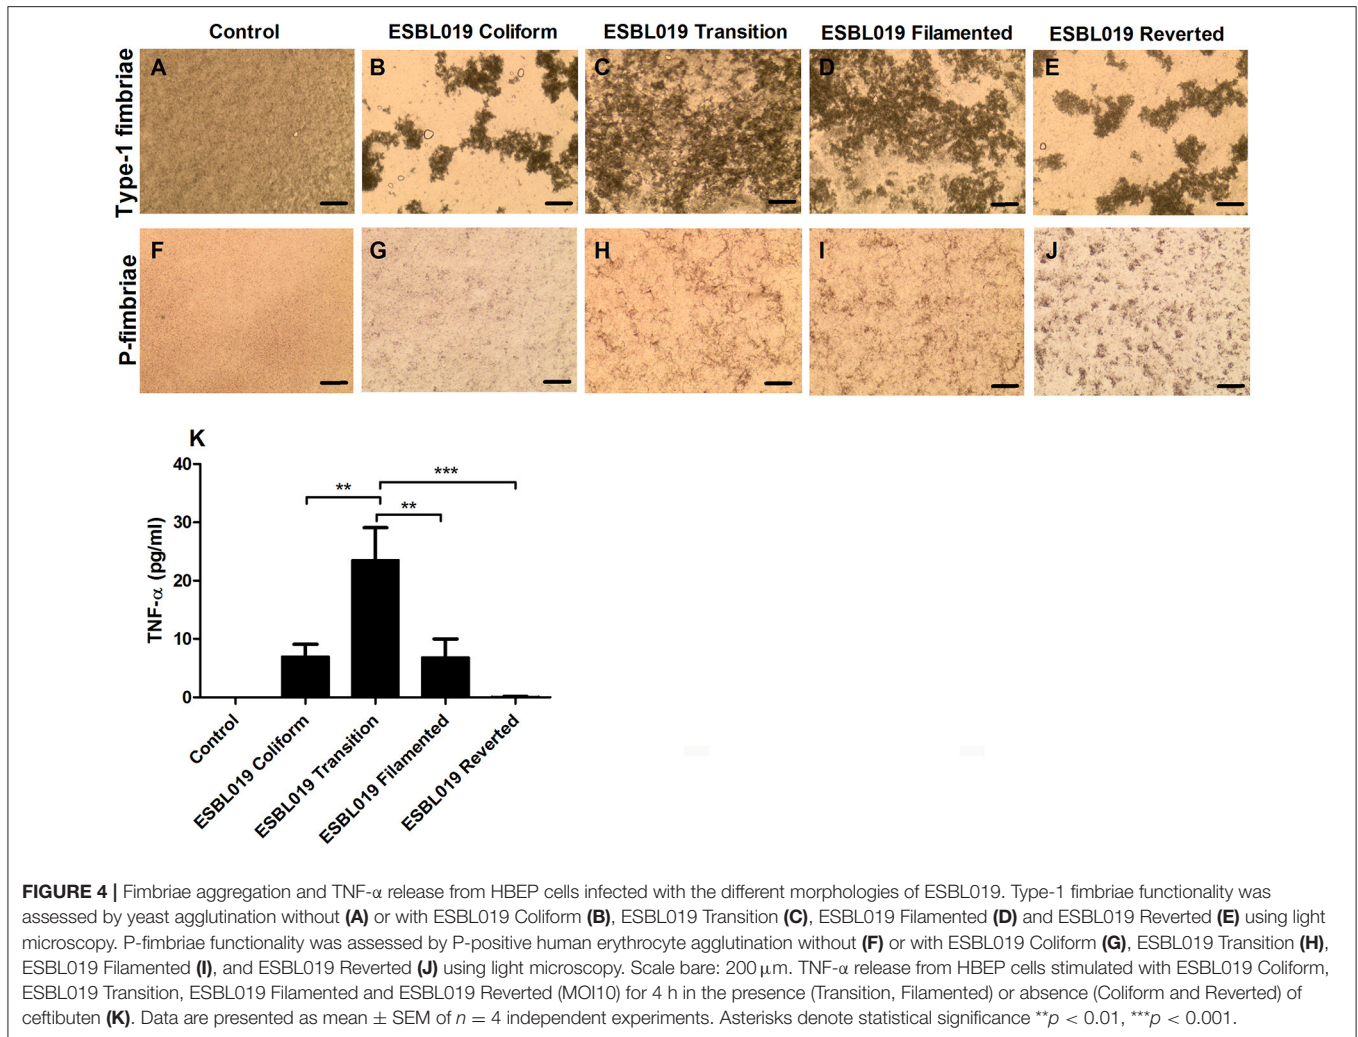 Control
ESBL019 Coliform
ESBL019 Transition
ESBL019 Filamented
ESBL019 Reverted
Type-1 fimbriae
A
B
C
D
E
P-fimbriae
F
G
H
I
J
K
TNF-α (pg/ml)
40
30
20
10
0
**
***
**
Control
ESBL019 Coliform
ESBL019 Transition
ESBL019 Filamented
ESBL019 Reverted
FIGURE 4 | Fimbriae aggregation and TNF-α release from HBEP cells infected with the different morphologies of ESBL019. Type-1 fimbriae functionality was
assessed by yeast agglutination without (A) or with ESBL019 Coliform (B), ESBL019 Transition (C), ESBL019 Filamented (D) and ESBL019 Reverted (E) using light
microscopy. P-fimbriae functionality was assessed by P-positive human erythrocyte agglutination without (F) or with ESBL019 Coliform (G), ESBL019 Transition (H),
ESBL019 Filamented (I), and ESBL019 Reverted (J) using light microscopy. Scale bare: 200 μm. TNF-α release from HBEP cells stimulated with ESBL019 Coliform,
ESBL019 Transition, ESBL019 Filamented and ESBL019 Reverted (MOI10) for 4 h in the presence (Transition, Filamented) or absence (Coliform and Reverted) of
ceftibuten (K). Data are presented as mean ± SEM of n = 4 independent experiments. Asterisks denote statistical significance **p < 0.01, ***p < 0.001.